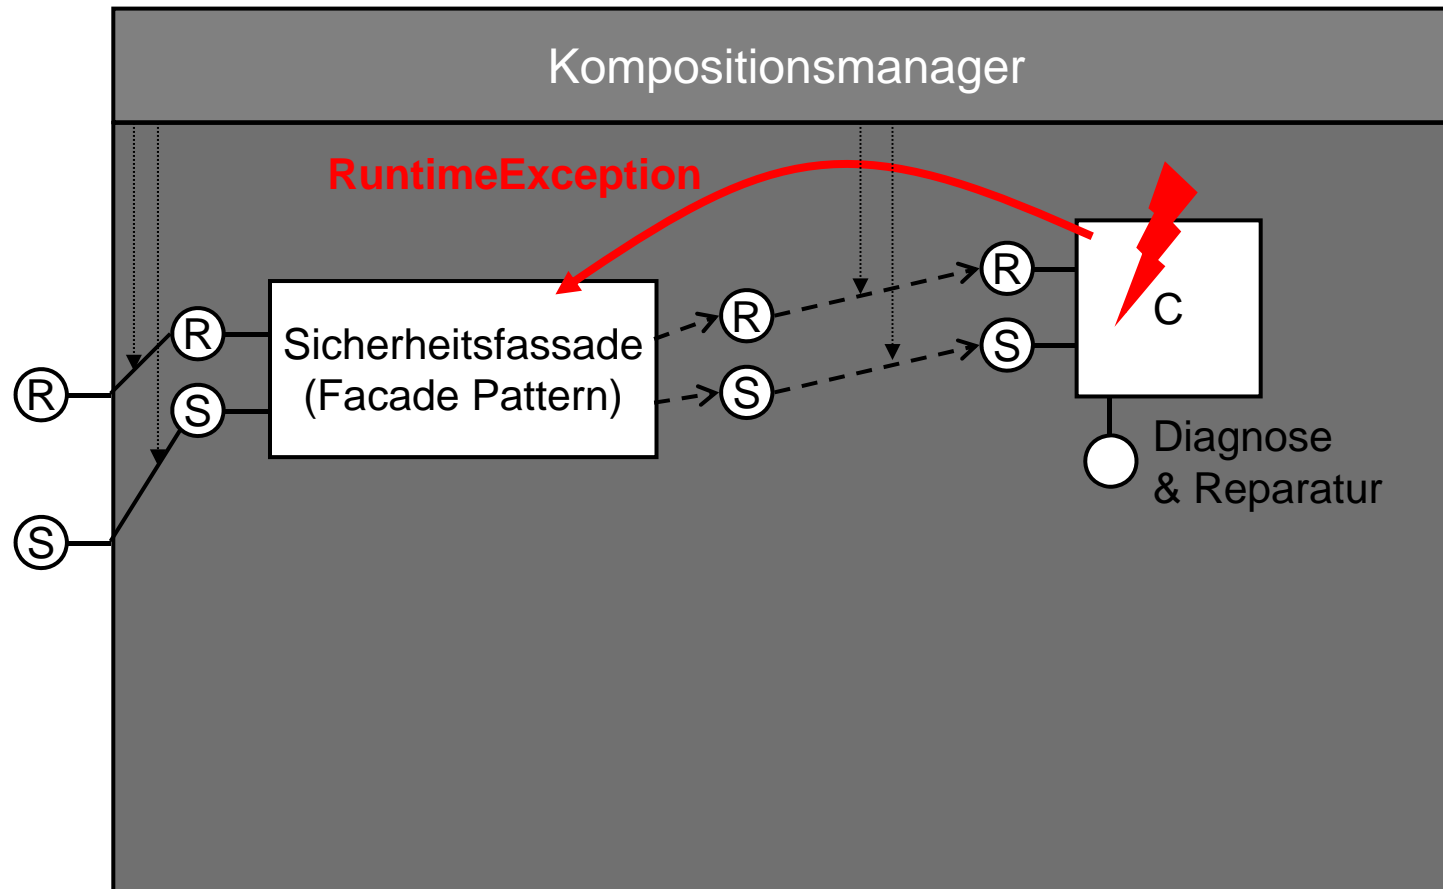 Kompositionsmanager
RuntimeException
R
S
R
S
Sicherheitsfassade
(Facade Pattern)
R
S
R
S
C
Diagnose
& Reparatur